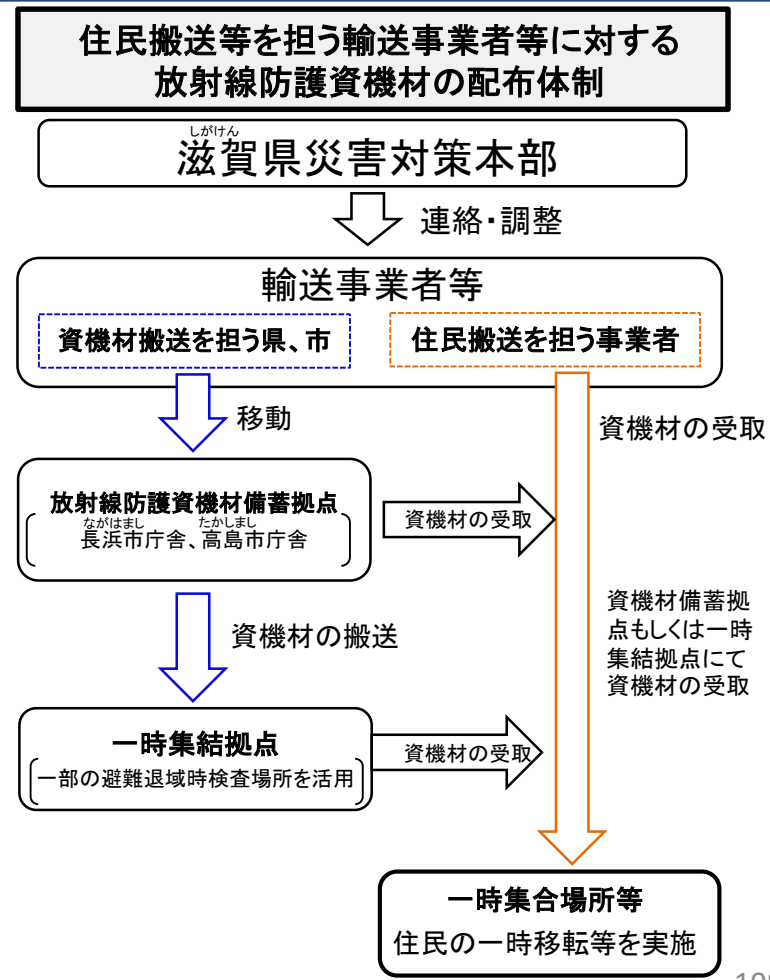 住民搬送等を担う輸送事業者等に対する
放射線防護資機材の配布体制
しがけん
滋賀県災害対策本部
連絡・調整
輸送事業者等
資機材搬送を担う県、市
住民搬送を担う事業者
移動
資機材の受取
放射線防護資機材備蓄拠点
ながはまし たかしまし
長浜市庁舎、高島市庁舎
資機材の受取
資機材備蓄拠
点もしくは一時
集結拠点にて
資機材の受取
資機材の搬送
一時集結拠点
一部の避難退域時検査場所を活用
資機材の受取
一時集合場所等
住民の一時移転等を実施